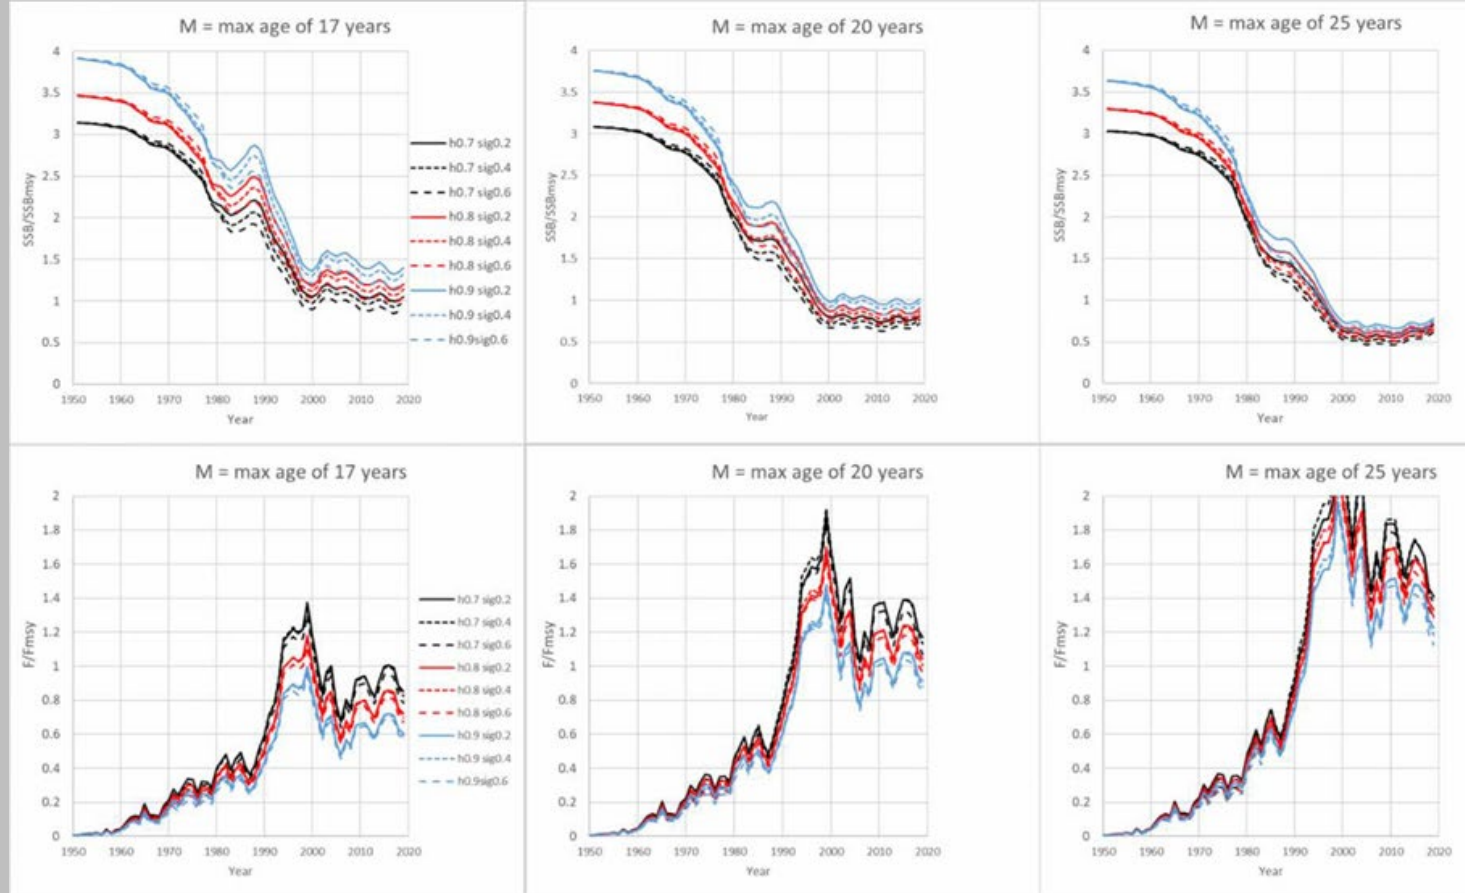 M = max age of 17 years
SSB/SSBmsy
4
3.5
3
2.5
2
1.5
1
0.5
0
1950 1960 1970 1980 1990 2000 2010 2020
Year
h0.7 sig0.2
h0.7 sig0.4
h0.7 sig0.6
h0.8 sig0.2
h0.8 sig0.4
h0.8 sig0.6
h0.9 sig0.2
h0.9 sig0.4
h0.9sig0.6
M = max age of 20 years
SSB/SSBmsy
4
3.5
3
2.5
2
1.5
1
0.5
0
1950 1960 1970 1980 1990 2000 2010 2020
Year
M = max age of 25 years
SSB/SSBmsy
4
3.5
3
2.5
2
1.5
1
0.5
0
1950 1960 1970 1980 1990 2000 2010 2020
Year
M = max age of 17 years
F/Fmsy
2
1.8
1.6
1.4
1.2
1
0.8
0.6
0.4
0.2
0
1950 1960 1970 1980 1990 2000 2010 2020
Year
h0.7 sig0.2
h0.7 sig0.4
h0.7 sig0.6
h0.8 sig0.2
h0.8 sig0.4
h0.8 sig0.6
h0.9 sig0.2
h0.9 sig0.4
h0.9sig0.6
M = max age of 20 years
F/Fmsy
2
1.8
1.6
1.4
1.2
1
0.8
0.6
0.4
0.2
0
1950 1960 1970 1980 1990 2000 2010 2020
Year
M = max age of 25 years
F/Fmsy
2
1.8
1.6
1.4
1.2
1
0.8
0.6
0.4
0.2
0
1950 1960 1970 1980 1990 2000 2010 2020
Year